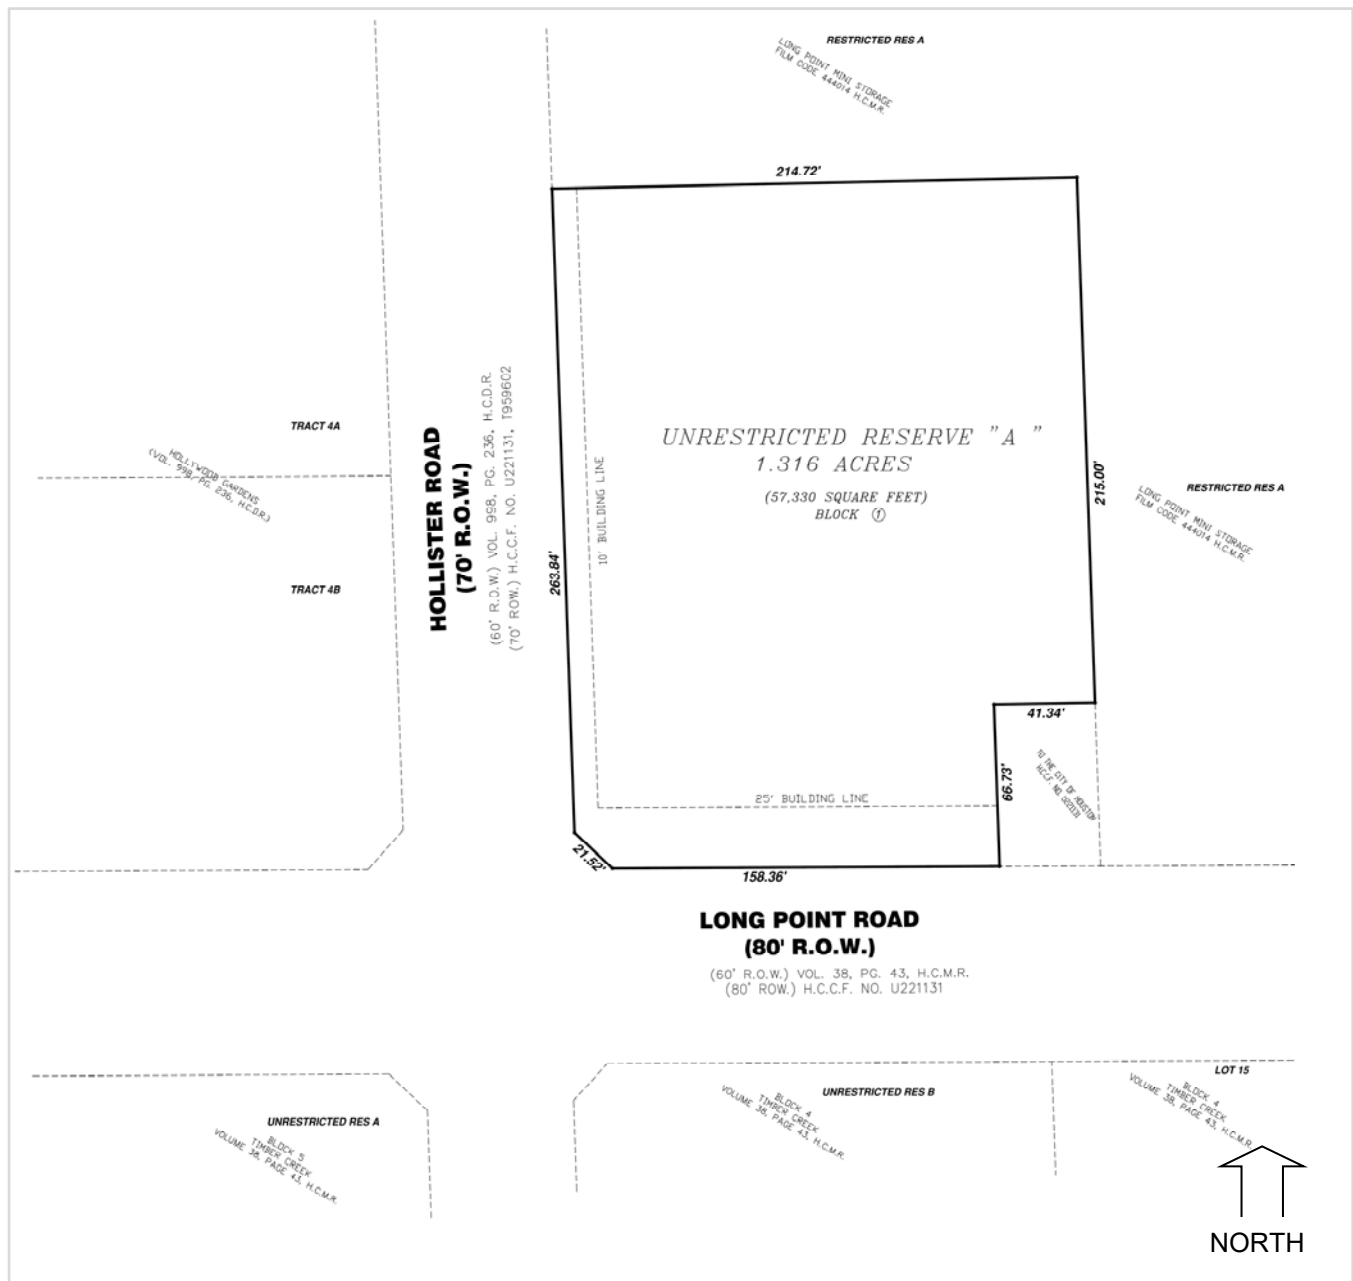 RESTRICTED RES A
LONG POINT MINI STORAGE
FILM CODE 444014 H.C.M.R.
214.72'
UNRESTRICTED RESERVE "A "
1.316 ACRES
(57,330 SQUARE FEET)
BLOCK ①
215.00'
RESTRICTED RES A
LONG POINT MINI STORAGE
FILM CODE 444014 H.C.M.R.
TRACT 4A
HOLLYWOOD GARDENS
(VOL. 998, PG. 236, H.C.D.R.)
TRACT 4B
HOLLISTER ROAD
(70' R.O.W.)
(60' R.O.W.) VOL. 998, PG. 236, H.C.D.R.
(70' ROW.) H.C.C.F. NO. U221131, T959602
263.84'
10' BUILDING LINE
41.34'
66.73'
TO THE CITY OF HOUSTON
H.C.C.F. NO. U221131
25' BUILDING LINE
21.52'
158.36'
LONG POINT ROAD
(80' R.O.W.)
(60' R.O.W.) VOL. 38, PG. 43, H.C.M.R.
(80' ROW.) H.C.C.F. NO. U221131
UNRESTRICTED RES A
BLOCK 5
TIMBER CREEK
VOLUME 38, PAGE 43, H.C.M.R.
UNRESTRICTED RES B
BLOCK 4
TIMBER CREEK
VOLUME 38, PAGE 43, H.C.M.R.
LOT 15
BLOCK 4
TIMBER CREEK
VOLUME 38, PAGE 43, H.C.M.R.
NORTH